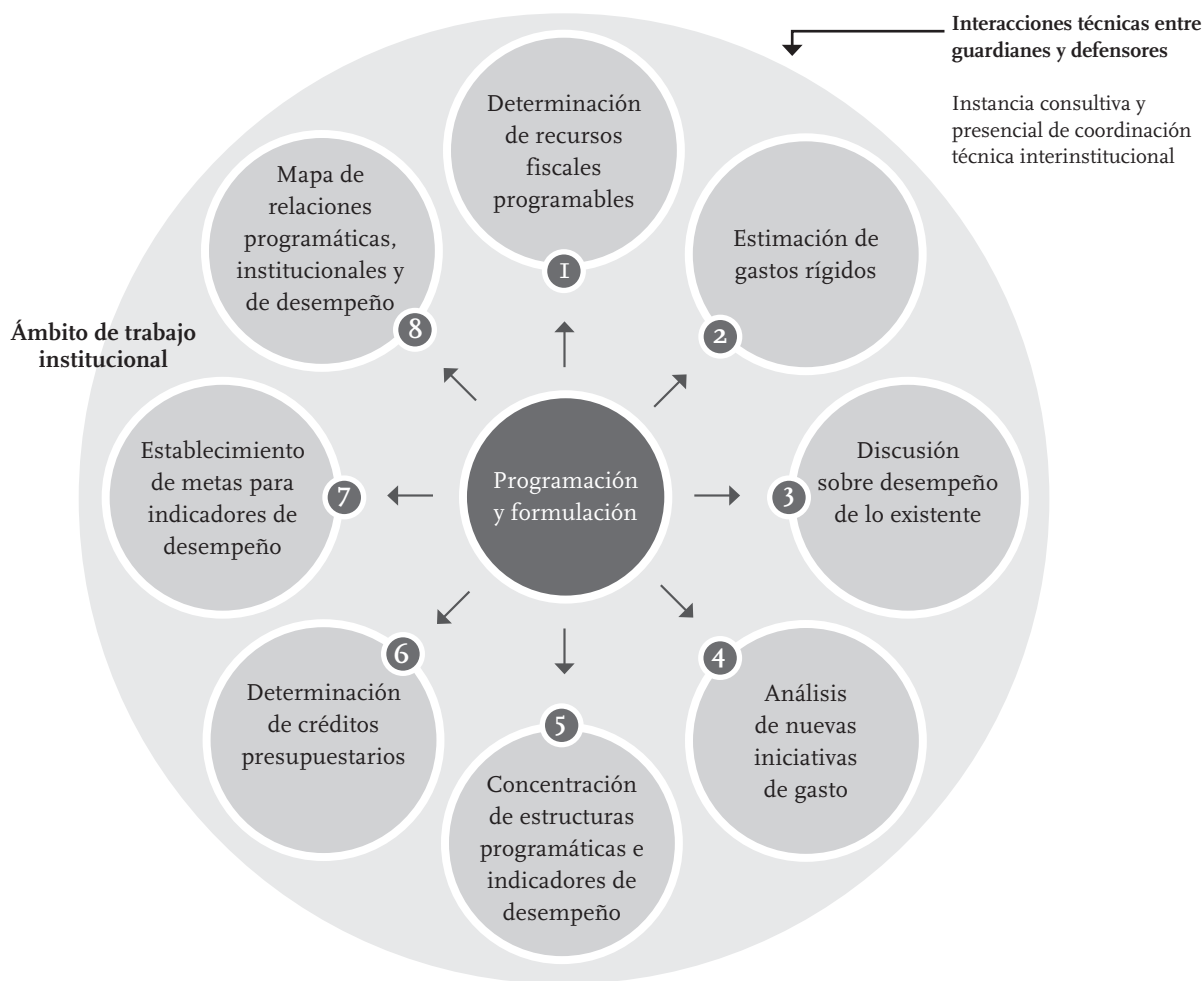 Interacciones técnicas entre
guardianes y defensores
Instancia consultiva y
presencial de coordinación
técnica interinstitucional
Ámbito de trabajo
institucional
Programación
y formulación
Determinación
de recursos
fiscales
programables
1
Estimación de
gastos rígidos
2
Discusión
sobre desempeño
de lo existente
3
Análisis
de nuevas
iniciativas
de gasto
4
Concentración
de estructuras
programáticas e
indicadores de
desempeño
5
Determinación
de créditos
presupuestarios
6
Establecimiento
de metas para
indicadores de
desempeño
7
Mapa de
relaciones
programáticas,
institucionales y
de desempeño
8